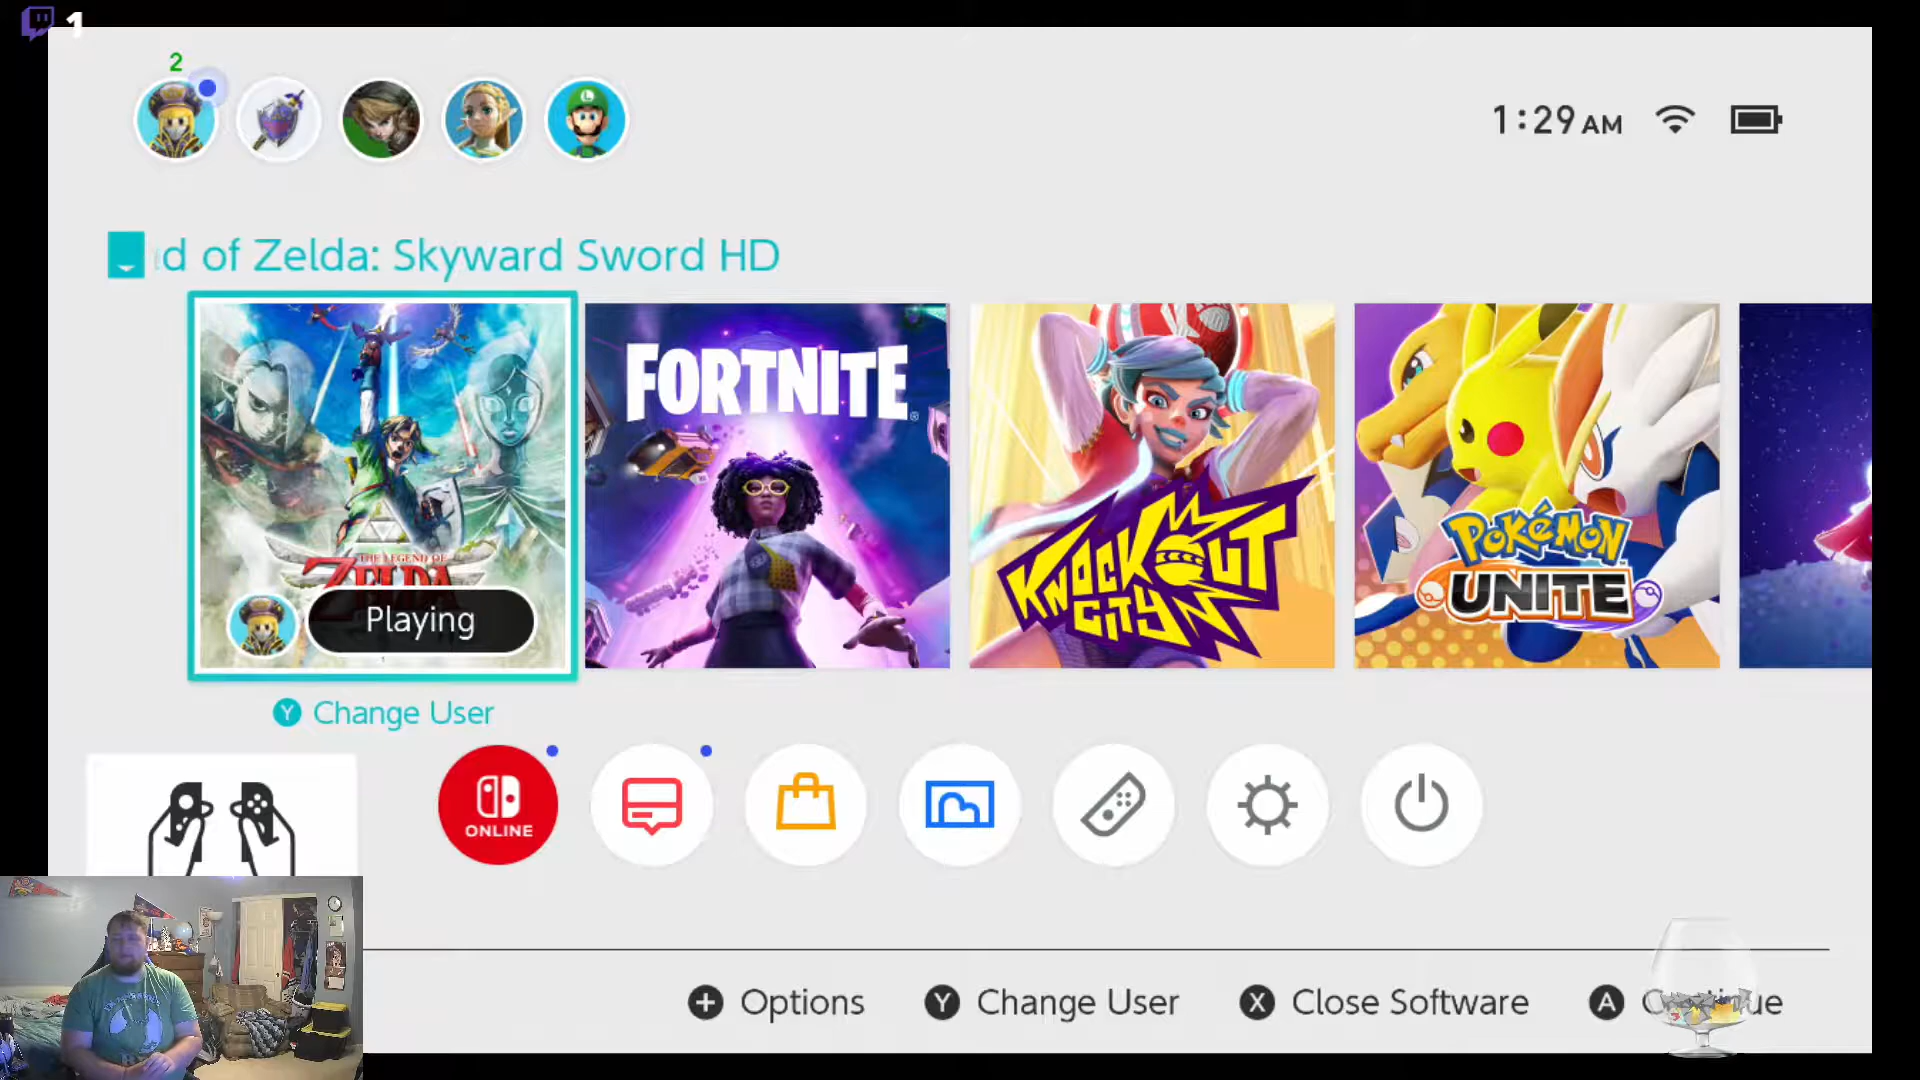 1
2
1:29 AM
d of Zelda: Skyward Sword HD
THE LEGEND OF
ZELDA
Playing
FORTNITE
KNOCKOUT
CITY
POKÉMON
UNITE
Y Change User
ONLINE
+ Options
Y Change User
X Close Software
A